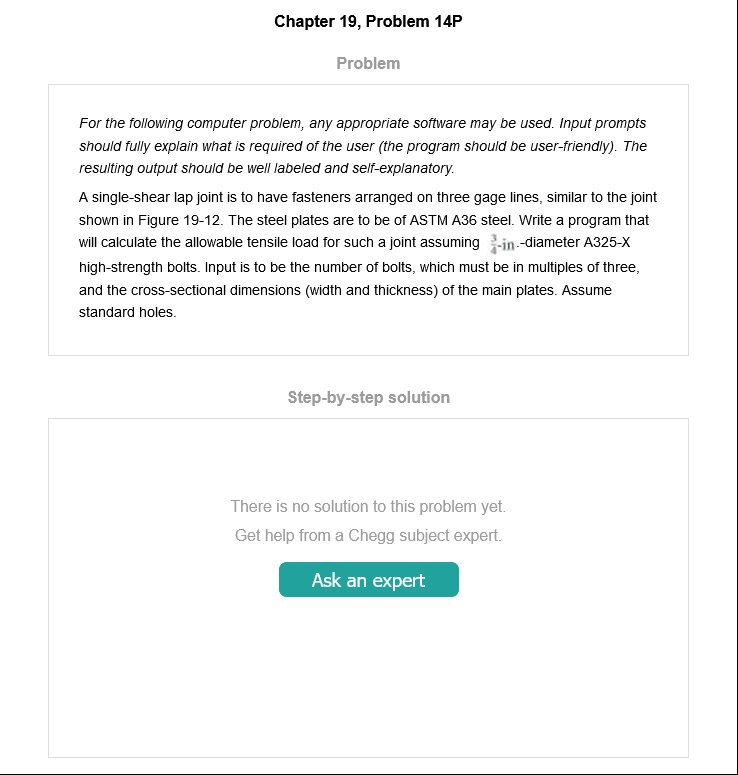 Chapter 19, Problem 14P
Problem
For the following computer problem, any appropriate software may be used. Input prompts
should fully explain what is required of the user (the program should be user-friendly). The
resulting output should be well labeled and self-explanatory.
A single-shear lap joint is to have fasteners arranged on three gage lines, similar to the joint
shown in Figure 19-12. The steel plates are to be of ASTM A36 steel. Write a program that
will calculate the allowable tensile load for such a joint assuming 3/4-in.-diameter A325-X
high-strength bolts. Input is to be the number of bolts, which must be in multiples of three,
and the cross-sectional dimensions (width and thickness) of the main plates. Assume
standard holes.
Step-by-step solution
There is no solution to this problem yet.
Get help from a Chegg subject expert.
Ask an expert